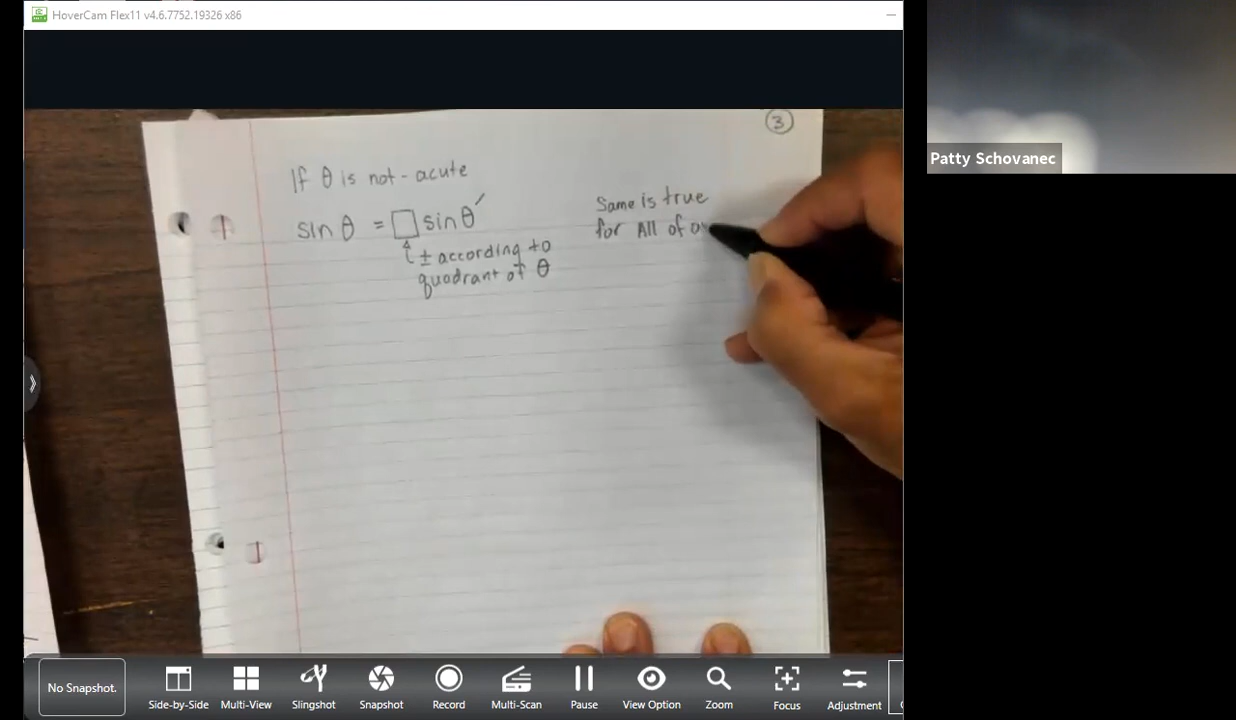 HoverCam Flex11 v4.6.7752.19326 x86
3
If θ is not-acute
sin θ = □ sin θ′
± according to
quadrant of θ
Same is true
for All of
Patty Schovanec
No Snapshot.
Side-by-Side
Multi-View
Slingshot
Snapshot
Record
Multi-Scan
Pause
View Option
Zoom
Focus
Adjustment